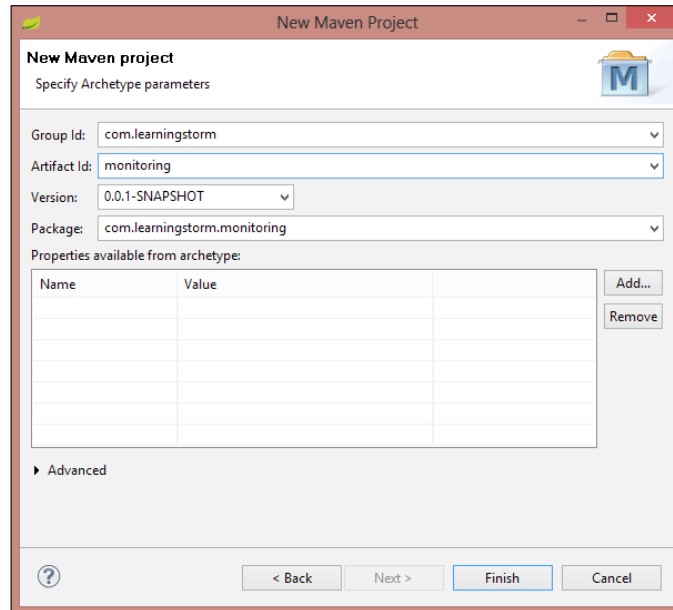 New Maven Project
New Maven project
Specify Archetype parameters
M
Group Id: com.learningstorm
Artifact Id: monitoring
Version: 0.0.1-SNAPSHOT
Package: com.learningstorm.monitoring
Properties available from archetype:
Name Value
Add...
Remove
Advanced
? < Back Next > Finish Cancel